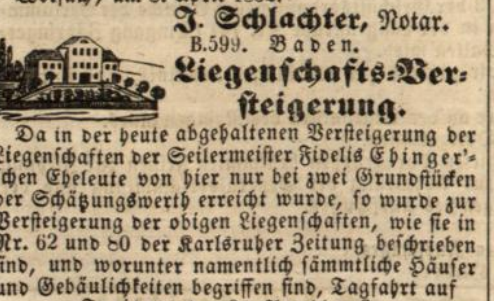 J. Schlachter, Notar.
B.599. Baden.
Liegenschafts-Ver-
steigerung.
Da in der heute abgehaltenen Versteigerung der
Liegenschaften der Seilermeister Fidelis Ehinger'-
schen Eheleute von hier nur bei zwei Grundstücken
der Schätzungswerth erreicht wurde, so wurde zur
Versteigerung der obigen Liegenschaften, wie sie in
Nr. 62 und 80 der Karlsruher Zeitung beschrieben
sind, und worunter namentlich sämmtliche Häuser
und Gebäulichkeiten begriffen sind, Tagfahrt auf